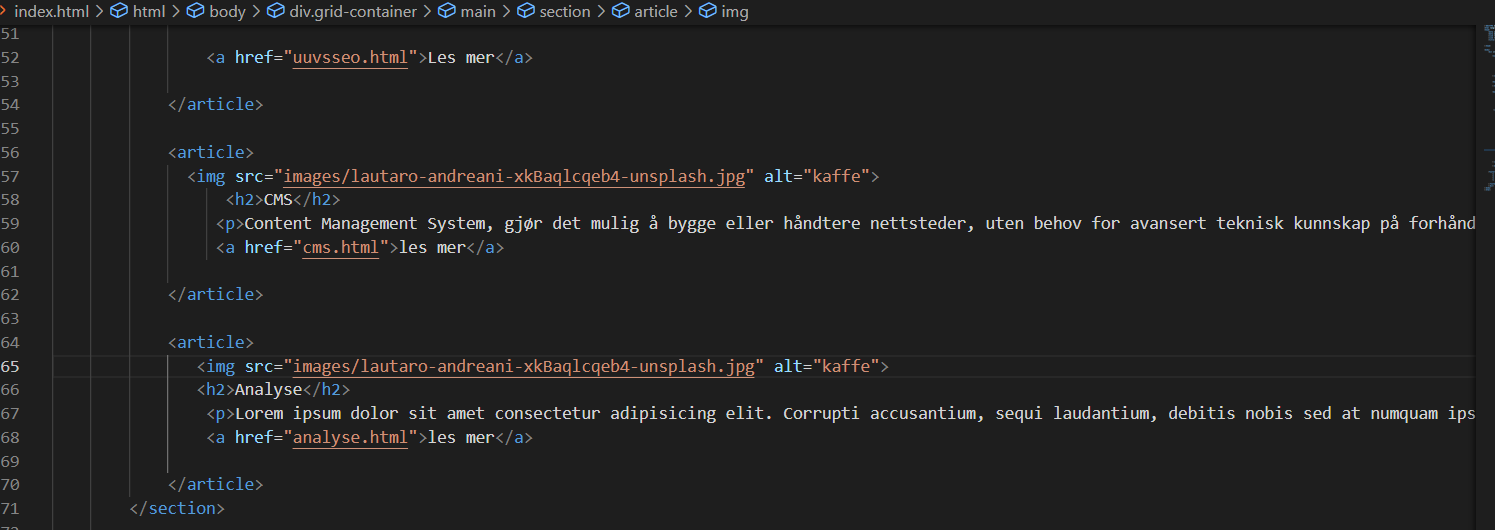 index.html > html > body > div.grid-container > main > section > article > img
51
52 <a href="uuvsseo.html">Les mer</a>
53
54 </article>
55
56 <article>
57 <img src="images/lautaro-andreani-xkBaqlcqeb4-unsplash.jpg" alt="kaffe">
58 <h2>CMS</h2>
59 <p>Content Management System, gjør det mulig å bygge eller håndtere nettsteder, uten behov for avansert teknisk kunnskap på forhånd
60 <a href="cms.html">les mer</a>
61
62 </article>
63
64 <article>
65 <img src="images/lautaro-andreani-xkBaqlcqeb4-unsplash.jpg" alt="kaffe">
66 <h2>Analyse</h2>
67 <p>Lorem ipsum dolor sit amet consectetur adipisicing elit. Corrupti accusantium, sequi laudantium, debitis nobis sed at numquam ips
68 <a href="analyse.html">les mer</a>
69
70 </article>
71 </section>